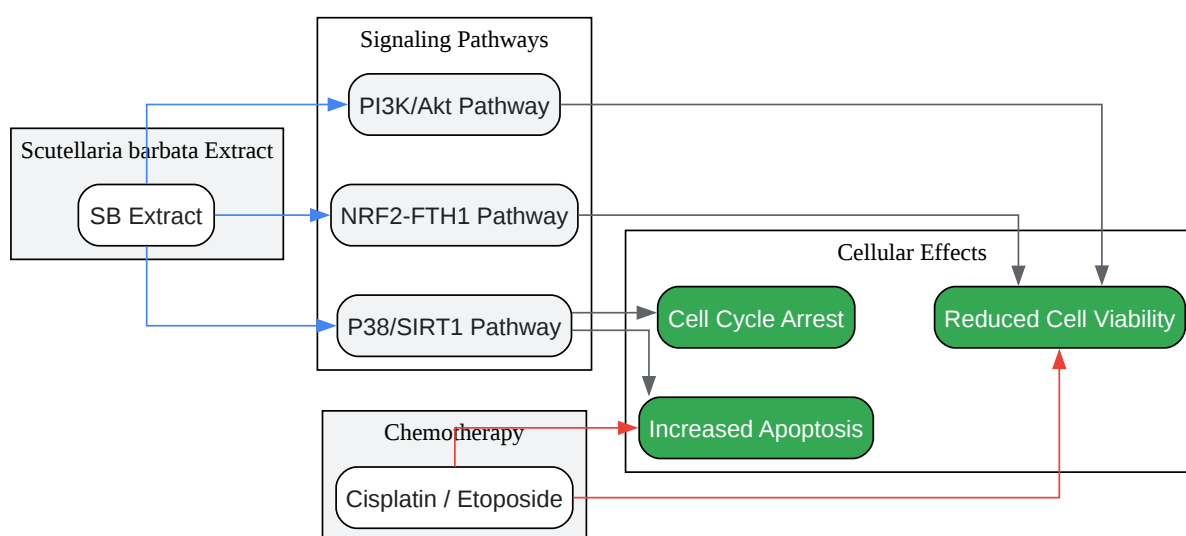 Signaling Pathways
PI3K/Akt Pathway
Scutellaria barbata Extract
SB Extract
NRF2-FTH1 Pathway
Cellular Effects
P38/SIRT1 Pathway
Cell Cycle Arrest
Reduced Cell Viability
Chemotherapy
Increased Apoptosis
Cisplatin / Etoposide